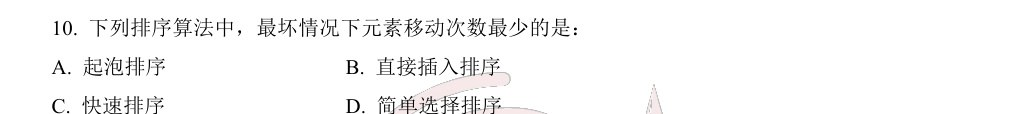 10. 下列排序算法中，最坏情况下元素移动次数最少的是：
A. 起泡排序 B. 直接插入排序
C. 快速排序 D. 简单选择排序